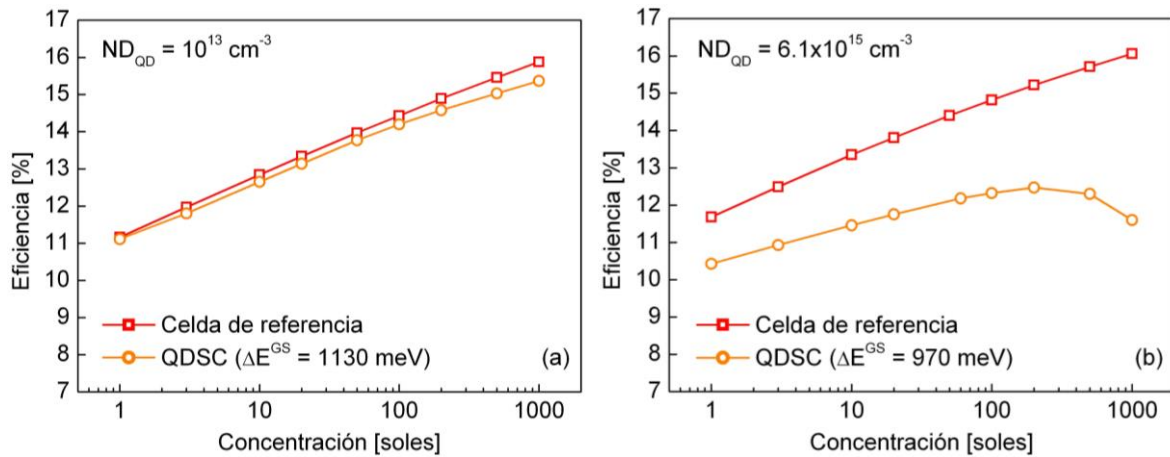 17
16
15
14
13
12
11
10
9
8
7
Eficiencia [%]
ND_QD = 10^13 cm^-3
Celda de referencia
QDSC (ΔE^GS = 1130 meV)
(a)
1 10 100 1000
Concentración [soles]
17
16
15
14
13
12
11
10
9
8
7
Eficiencia [%]
ND_QD = 6.1x10^15 cm^-3
Celda de referencia
QDSC (ΔE^GS = 970 meV)
(b)
1 10 100 1000
Concentración [soles]